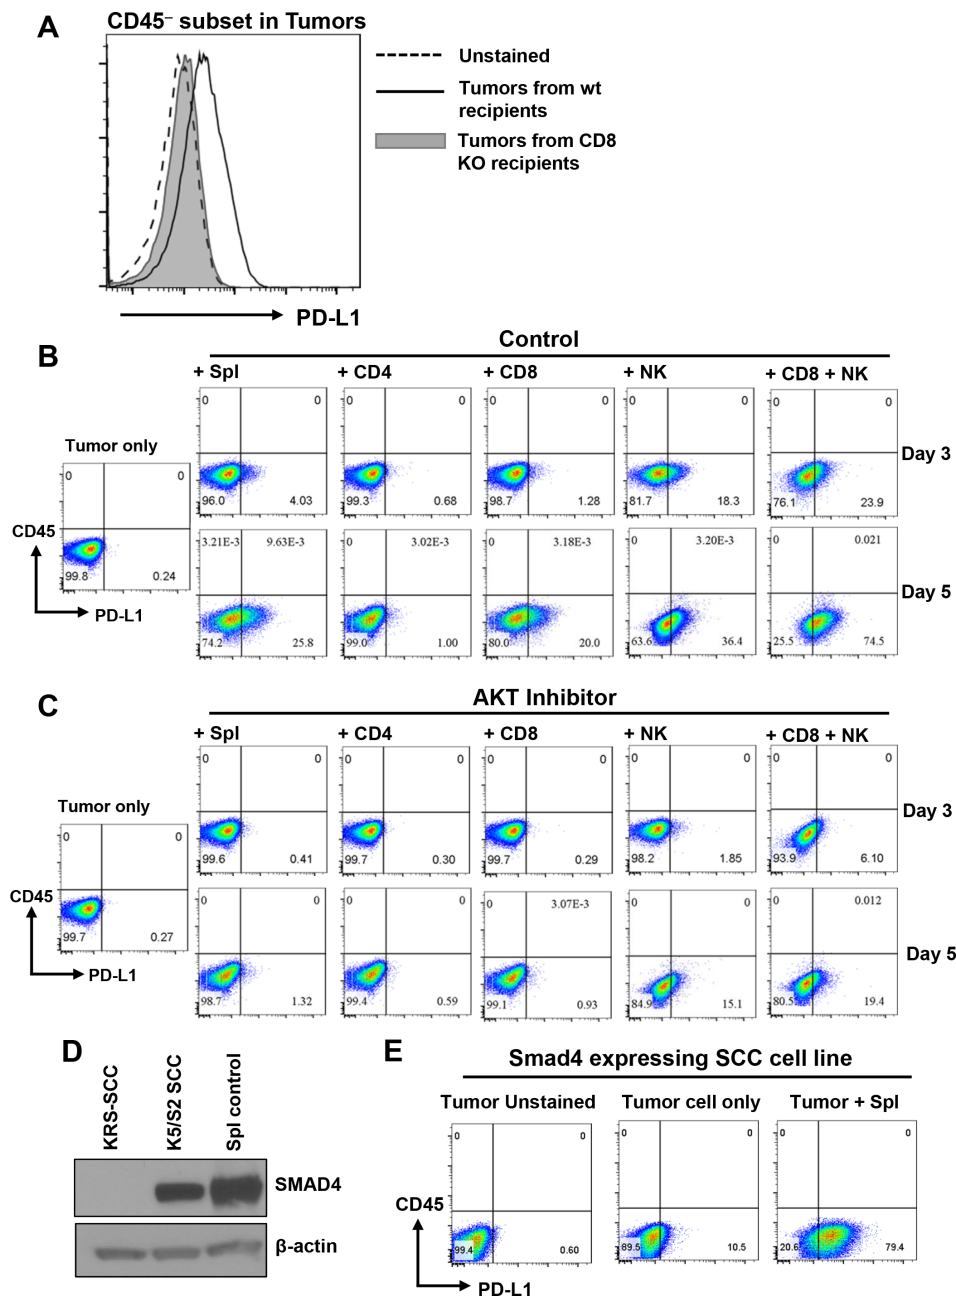 A
CD45– subset in Tumors
Unstained
Tumors from wt
recipients
Tumors from CD8
KO recipients
PD-L1
B
Control
+ Spl
+ CD4
+ CD8
+ NK
+ CD8 + NK
0 0 0 0 0 0 0 0 0 0
Day 3
96.0 4.03 99.3 0.68 98.7 1.28 81.7 18.3 76.1 23.9
Tumor only
0 0
CD45
99.8 0.24
PD-L1
3.21E-3 9.63E-3 0 3.02E-3 0 3.18E-3 0 3.20E-3 0 0.021
Day 5
74.2 25.8 99.0 1.00 80.0 20.0 63.6 36.4 25.5 74.5
C
AKT Inhibitor
+ Spl
+ CD4
+ CD8
+ NK
+ CD8 + NK
0 0 0 0 0 0 0 0 0 0
Day 3
99.6 0.41 99.7 0.30 99.7 0.29 98.2 1.85 93.9 6.10
Tumor only
0 0
CD45
99.7 0.27
PD-L1
0 0 0 0 0 3.07E-3 0 0 0 0.012
Day 5
98.7 1.32 99.4 0.59 99.1 0.93 84.9 15.1 80.5 19.4
D
KRS-SCC
K5/S2 SCC
Spl control
SMAD4
β-actin
E
Smad4 expressing SCC cell line
Tumor Unstained
Tumor cell only
Tumor + Spl
0 0 0 0 0 0
CD45
99.4 0.60 89.5 10.5 20.6 79.4
PD-L1